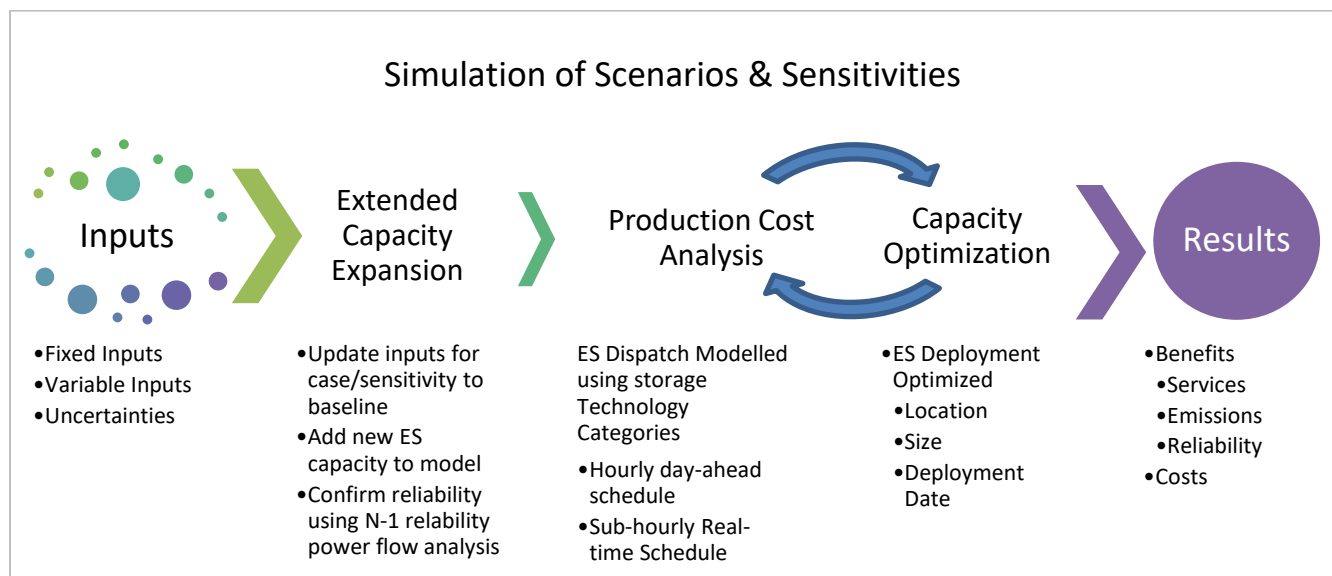 Simulation of Scenarios & Sensitivities
Inputs
•Fixed Inputs
•Variable Inputs
•Uncertainties
Extended
Capacity
Expansion
•Update inputs for
case/sensitivity to
baseline
•Add new ES
capacity to model
•Confirm reliability
using N-1 relability
power flow analysis
Production Cost
Analysis
ES Dispatch Modelled
using storage
Technology
Categories
•Hourly day-ahead
schedule
•Sub-hourly Real-
time Schedule
Capacity
Optimization
•ES Deployment
Optimized
•Location
•Size
•Deployment
Date
Results
•Benefits
•Services
•Emissions
•Reliability
•Costs